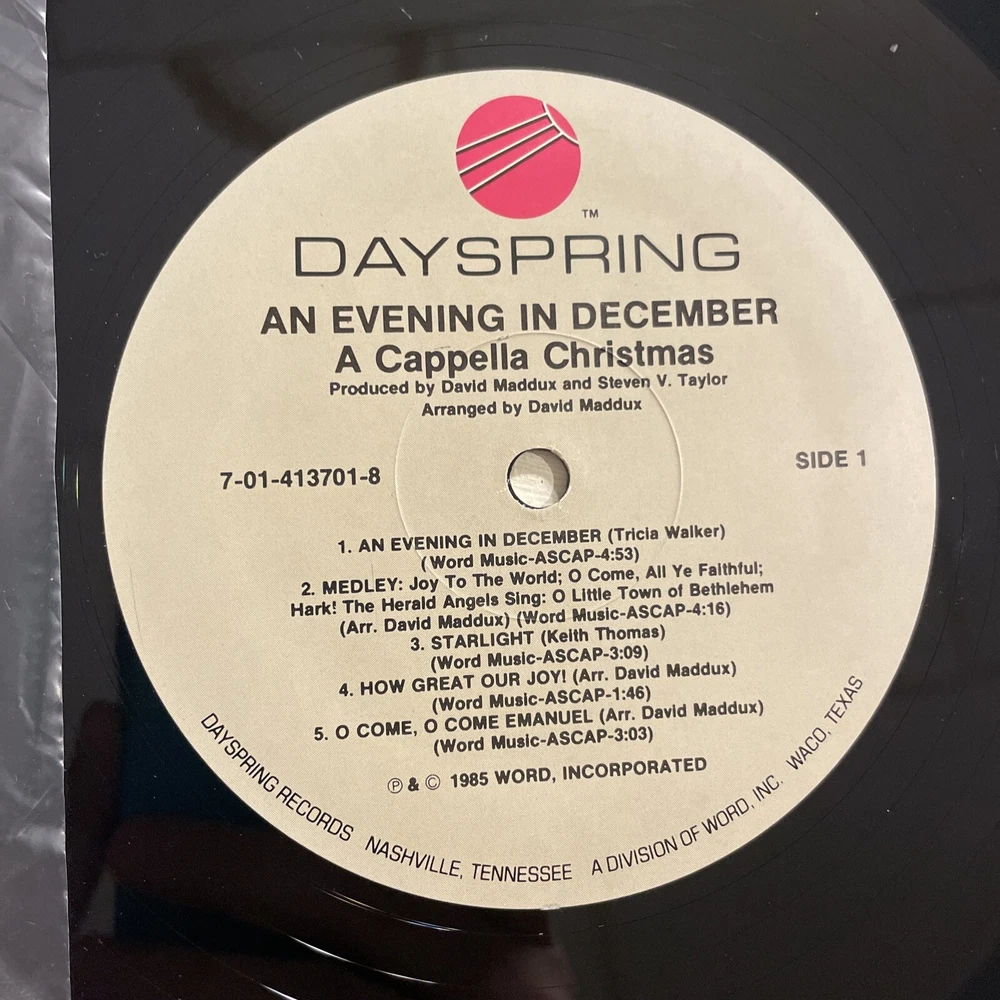 TM
DAYSPRING
AN EVENING IN DECEMBER
A Cappella Christmas
Produced by David Maddux and Steven V. Taylor
Arranged by David Maddux
7-01-413701-8
SIDE 1
1. AN EVENING IN DECEMBER (Tricia Walker)
(Word Music-ASCAP-4:53)
2. MEDLEY: Joy To The World; O Come, All Ye Faithful;
Hark! The Herald Angels Sing: O Little Town of Bethlehem
(Arr. David Maddux) (Word Music-ASCAP-4:16)
3. STARLIGHT (Keith Thomas)
(Word Music-ASCAP-3:09)
4. HOW GREAT OUR JOY! (Arr. David Maddux)
(Word Music-ASCAP-1:46)
5. O COME, O COME EMANUEL (Arr. David Maddux)
(Word Music-ASCAP-3:03)
℗ & © 1985 WORD, INCORPORATED
DAYSPRING RECORDS NASHVILLE, TENNESSEE A DIVISION OF WORD, INC. WACO, TEXAS